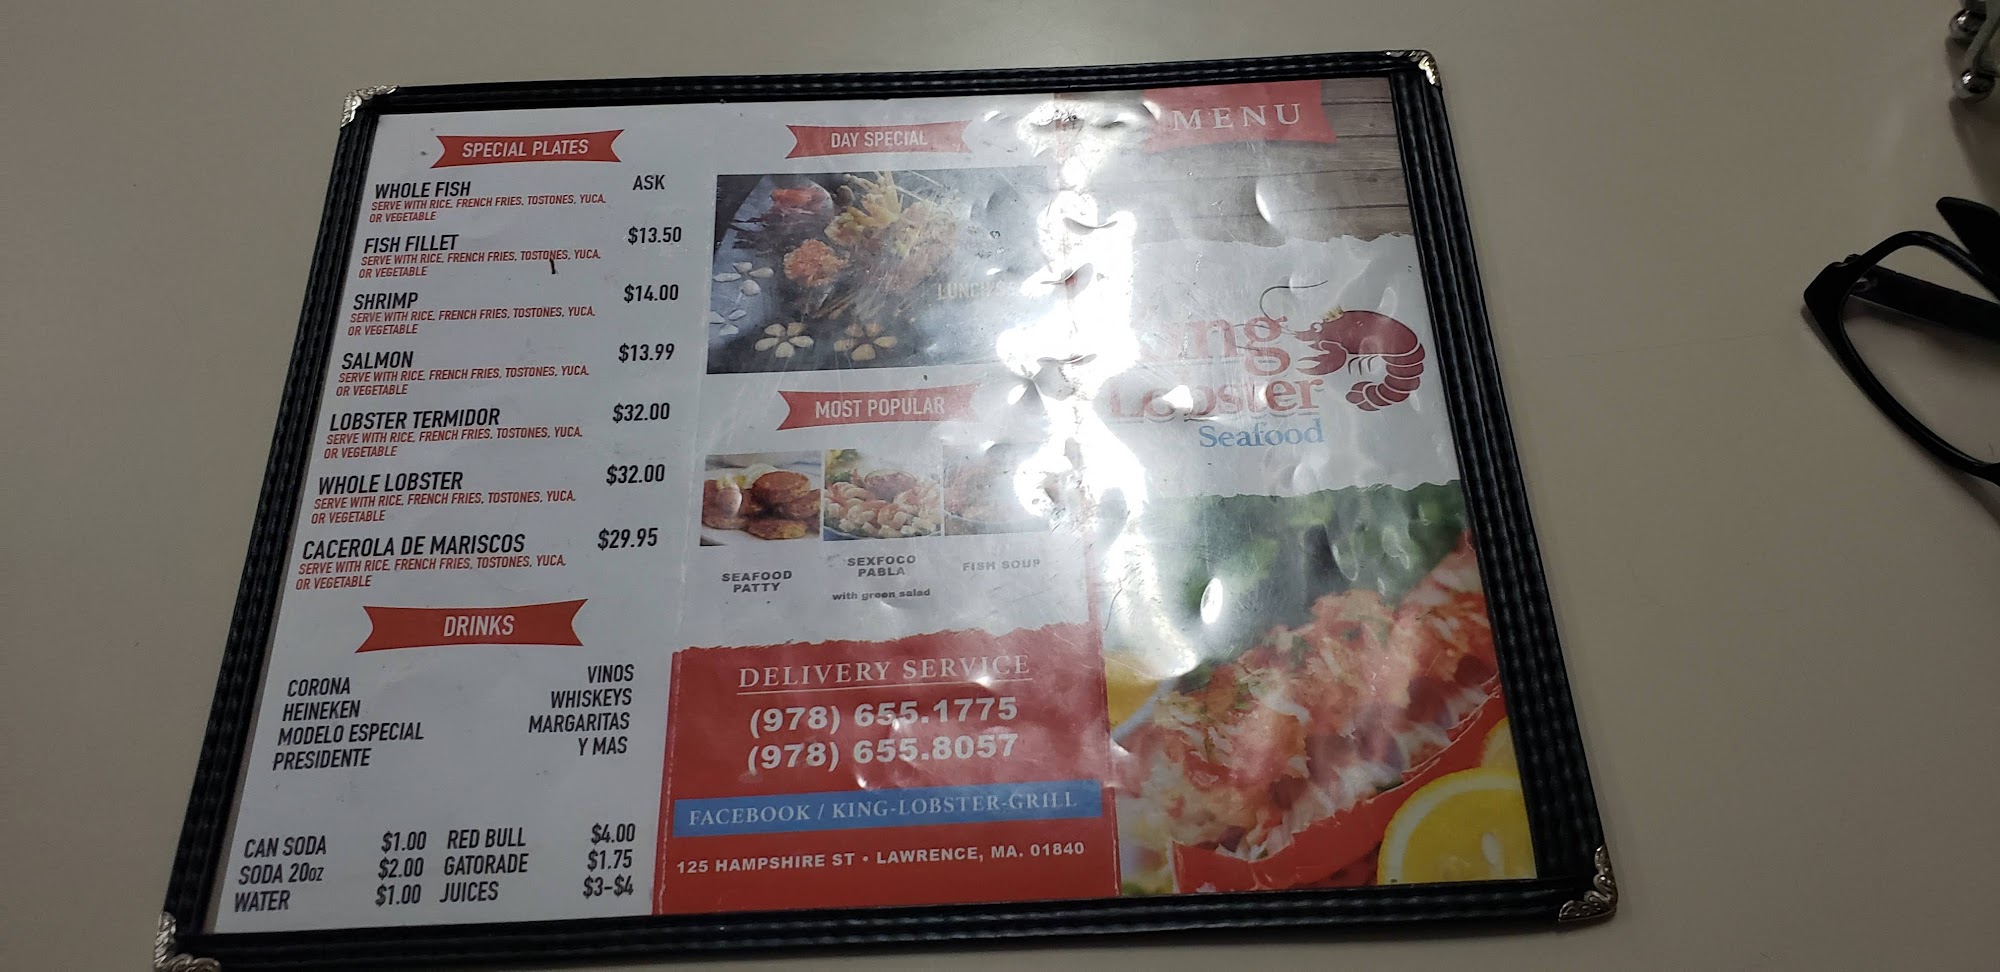 SPECIAL PLATES
WHOLE FISH ASK
SERVE WITH RICE, FRENCH FRIES, TOSTONES, YUCA,
OR VEGETABLE
FISH FILLET $13.50
SERVE WITH RICE, FRENCH FRIES, TOSTONES, YUCA,
OR VEGETABLE
SHRIMP $14.00
SERVE WITH RICE, FRENCH FRIES, TOSTONES, YUCA,
OR VEGETABLE
SALMON $13.99
SERVE WITH RICE, FRENCH FRIES, TOSTONES, YUCA,
OR VEGETABLE
LOBSTER TERMIDOR $32.00
SERVE WITH RICE, FRENCH FRIES, TOSTONES, YUCA,
OR VEGETABLE
WHOLE LOBSTER $32.00
SERVE WITH RICE, FRENCH FRIES, TOSTONES, YUCA,
OR VEGETABLE
CACEROLA DE MARISCOS $29.95
SERVE WITH RICE, FRENCH FRIES, TOSTONES, YUCA,
OR VEGETABLE
DRINKS
CORONA
HEINEKEN
MODELO ESPECIAL
PRESIDENTE
VINOS
WHISKEYS
MARGARITAS
Y MAS
CAN SODA $1.00 RED BULL $4.00
SODA 20oz $2.00 GATORADE $1.75
WATER $1.00 JUICES $3-$4
DAY SPECIAL
MOST POPULAR
SEAFOOD
PATTY
PABLA
with green salad
FISH SOUP
DELIVERY SERVICE
(978) 655.1775
(978) 655.8057
FACEBOOK / KING-LOBSTER-GRILL
125 HAMPSHIRE ST • LAWRENCE, MA. 01840
MENU
King
Lobster
Seafood